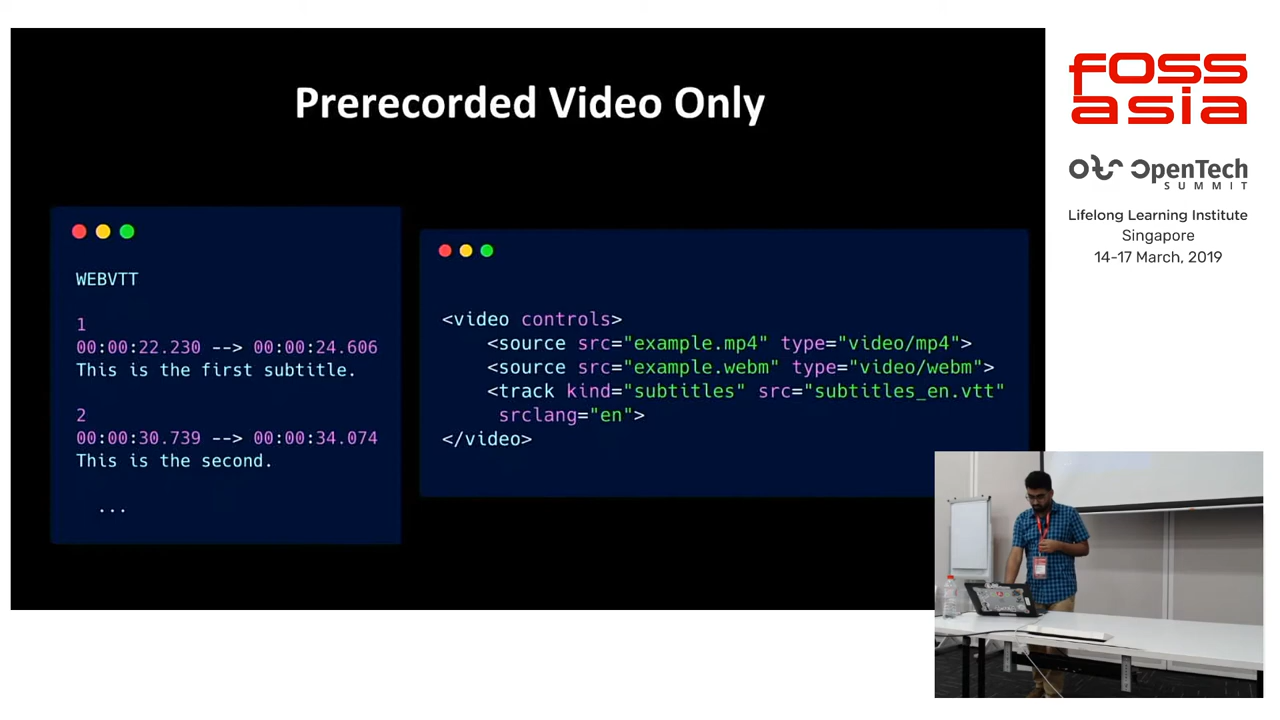 Prerecorded Video Only
WEBVTT
1
00:00:22.230 --> 00:00:24.606
This is the first subtitle.
2
00:00:30.739 --> 00:00:34.074
This is the second.
...
<video controls>
<source src="example.mp4" type="video/mp4">
<source src="example.webm" type="video/webm">
<track kind="subtitles" src="subtitles_en.vtt"
srclang="en">
</video>
FOSS
asia
OpenTech
SUMMIT
Lifelong Learning Institute
Singapore
14-17 March, 2019